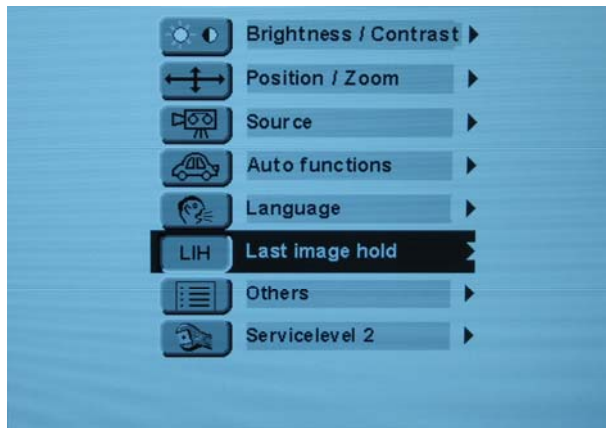 Brightness / Contrast
Position / Zoom
Source
Auto functions
Language
LIH Last image hold
Others
Servicelevel 2